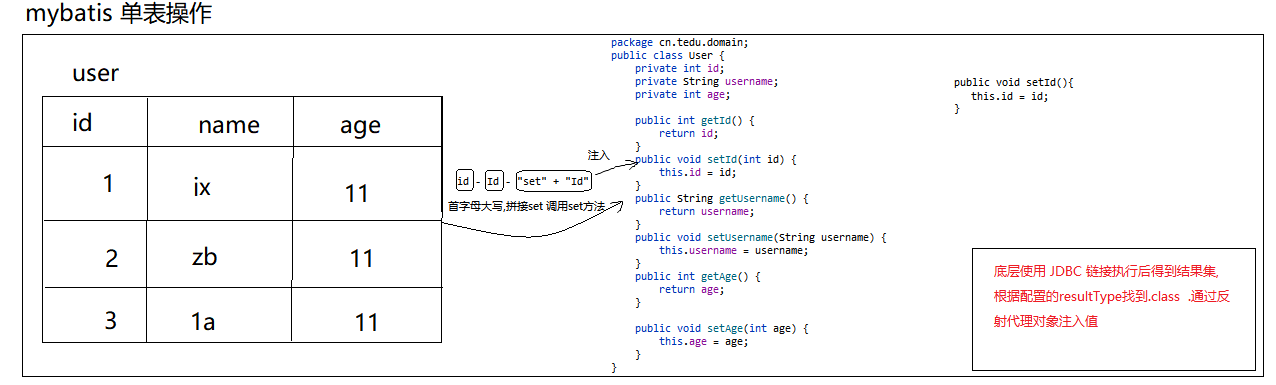 mybatis 单表操作
user
id name age
1 ix 11
2 zb 11
3 1a 11
id - Id - "set" + "Id"
注入
首字母大写,拼接set 调用set方法
package cn.tedu.domain;
public class User {
private int id;
private String username;
private int age;
public int getId() {
return id;
}
public void setId(int id) {
this.id = id;
}
public String getUsername() {
return username;
}
public void setUsername(String username) {
this.username = username;
}
public int getAge() {
return age;
}
public void setAge(int age) {
this.age = age;
}
}
public void setId(){
this.id = id;
}
底层使用 JDBC 链接执行后得到结果集,
根据配置的resultType找到.class .通过反
射代理对象注入值